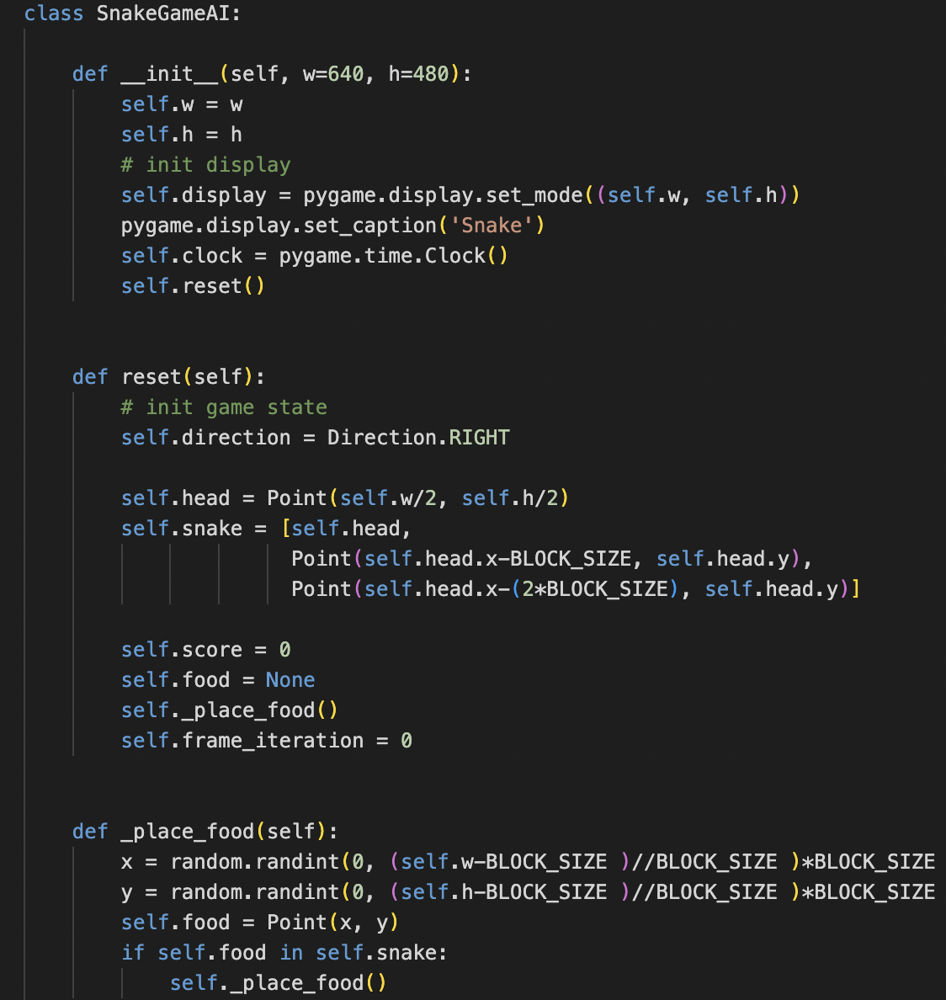 class SnakeGameAI:
def __init__(self, w=640, h=480):
self.w = w
self.h = h
# init display
self.display = pygame.display.set_mode((self.w, self.h))
pygame.display.set_caption('Snake')
self.clock = pygame.time.Clock()
self.reset()
def reset(self):
# init game state
self.direction = Direction.RIGHT
self.head = Point(self.w/2, self.h/2)
self.snake = [self.head,
Point(self.head.x-BLOCK_SIZE, self.head.y),
Point(self.head.x-(2*BLOCK_SIZE), self.head.y)]
self.score = 0
self.food = None
self._place_food()
self.frame_iteration = 0
def _place_food(self):
x = random.randint(0, (self.w-BLOCK_SIZE )//BLOCK_SIZE )*BLOCK_SIZE
y = random.randint(0, (self.h-BLOCK_SIZE )//BLOCK_SIZE )*BLOCK_SIZE
self.food = Point(x, y)
if self.food in self.snake:
self._place_food()